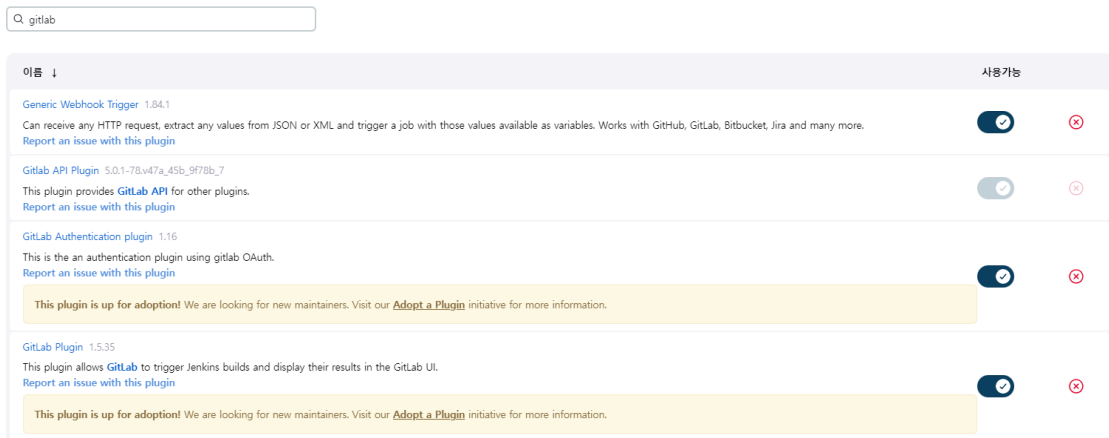 gitlab
이름 ↓ 사용가능
Generic Webhook Trigger 1.84.1
Can receive any HTTP request, extract any values from JSON or XML and trigger a job with those values available as variables. Works with GitHub, GitLab, Bitbucket, Jira and many more.
Report an issue with this plugin
Gitlab API Plugin 5.0.1-78.v47a_45b_9f78b_7
This plugin provides GitLab API for other plugins.
Report an issue with this plugin
GitLab Authentication plugin 1.16
This is the an authentication plugin using gitlab OAuth.
Report an issue with this plugin
This plugin is up for adoption! We are looking for new maintainers. Visit our Adopt a Plugin initiative for more information.
GitLab Plugin 1.5.35
This plugin allows GitLab to trigger Jenkins builds and display their results in the GitLab UI.
Report an issue with this plugin
This plugin is up for adoption! We are looking for new maintainers. Visit our Adopt a Plugin initiative for more information.